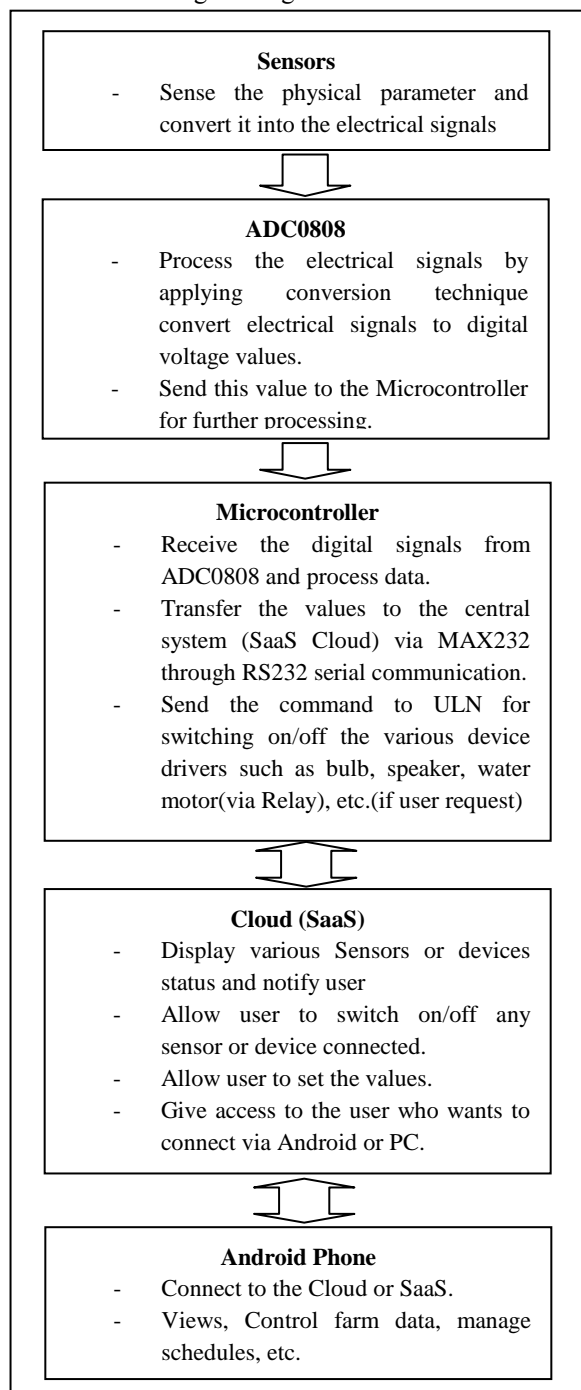 Sensors
- Sense the physical parameter and
convert it into the electrical signals
ADC0808
- Process the electrical signals by
applying conversion technique
convert electrical signals to digital
voltage values.
- Send this value to the Microcontroller
for further processing.
Microcontroller
- Receive the digital signals from
ADC0808 and process data.
- Transfer the values to the central
system (SaaS Cloud) via MAX232
through RS232 serial communication.
- Send the command to ULN for
switching on/off the various device
drivers such as bulb, speaker, water
motor(via Relay), etc.(if user request)
Cloud (SaaS)
- Display various Sensors or devices
status and notify user
- Allow user to switch on/off any
sensor or device connected.
- Allow user to set the values.
- Give access to the user who wants to
connect via Android or PC.
Android Phone
- Connect to the Cloud or SaaS.
- Views, Control farm data, manage
schedules, etc.